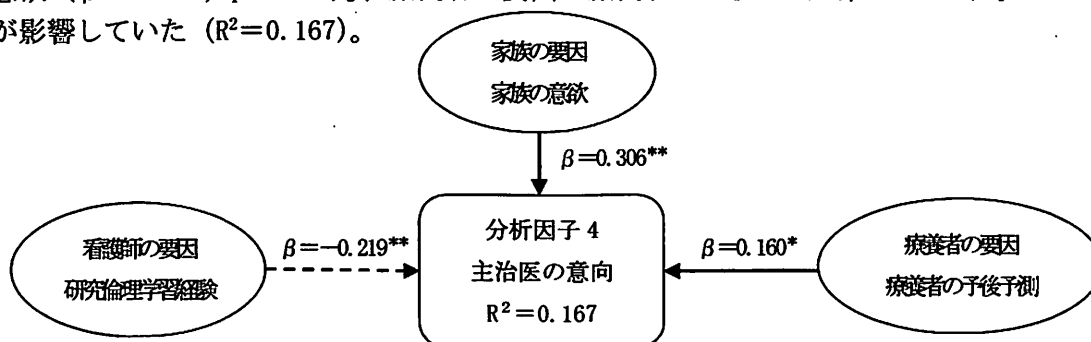 が影響していた (R²=0.167)。
家族の要因
家族の意欲
β=0.306**
看護師の要因
研究倫理学習経験
β=-0.219**
分析因子 4
主治医の意向
R²=0.167
β=0.160*
療養者の要因
療養者の予後予測